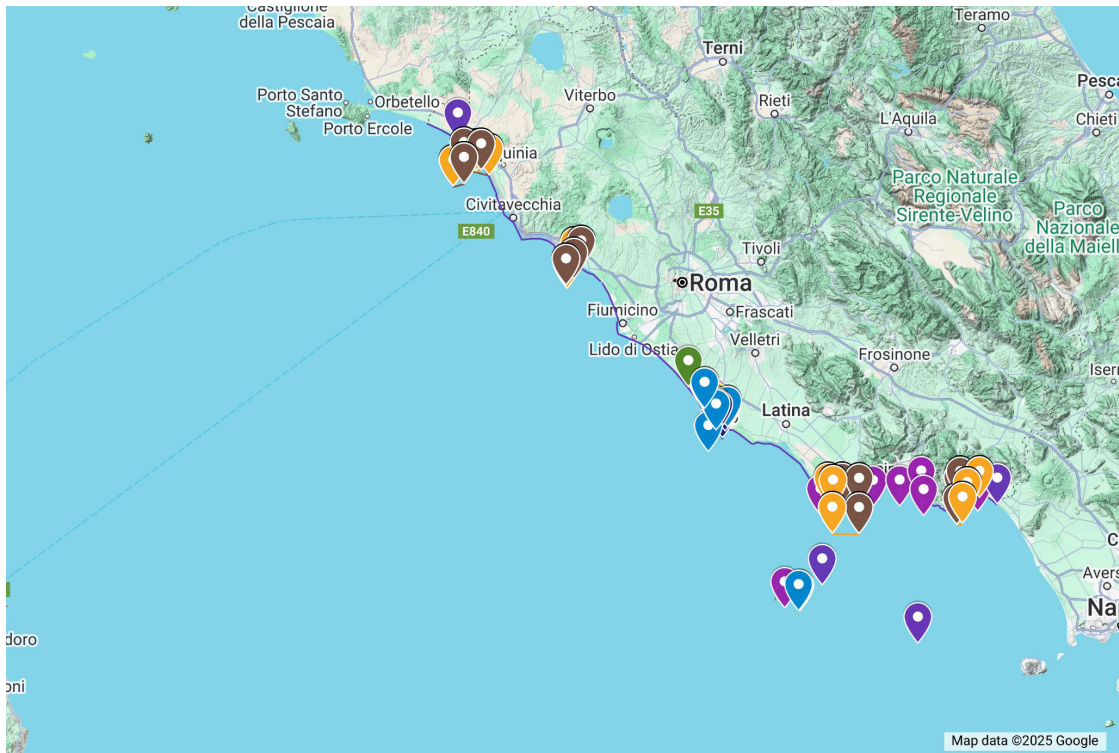 Castiglione
della Pescaia
Teramo
Terni
Pesca
Porto Santo
Stefano
Orbetello
Viterbo
Rieti
L'Aquila
Chieti
Porto Ercole
uinia
Parco Naturale
Regionale
Sirente-Velino
Parco
Nazionale
della Maiell
Civitavecchia
E35
E840
Tivoli
Roma
Fiumicino
Frascati
Lido di Ostia
Velletri
Frosinone
Isern
Latina
C
Avers
Na
doro
oni
Map data ©2025 Google